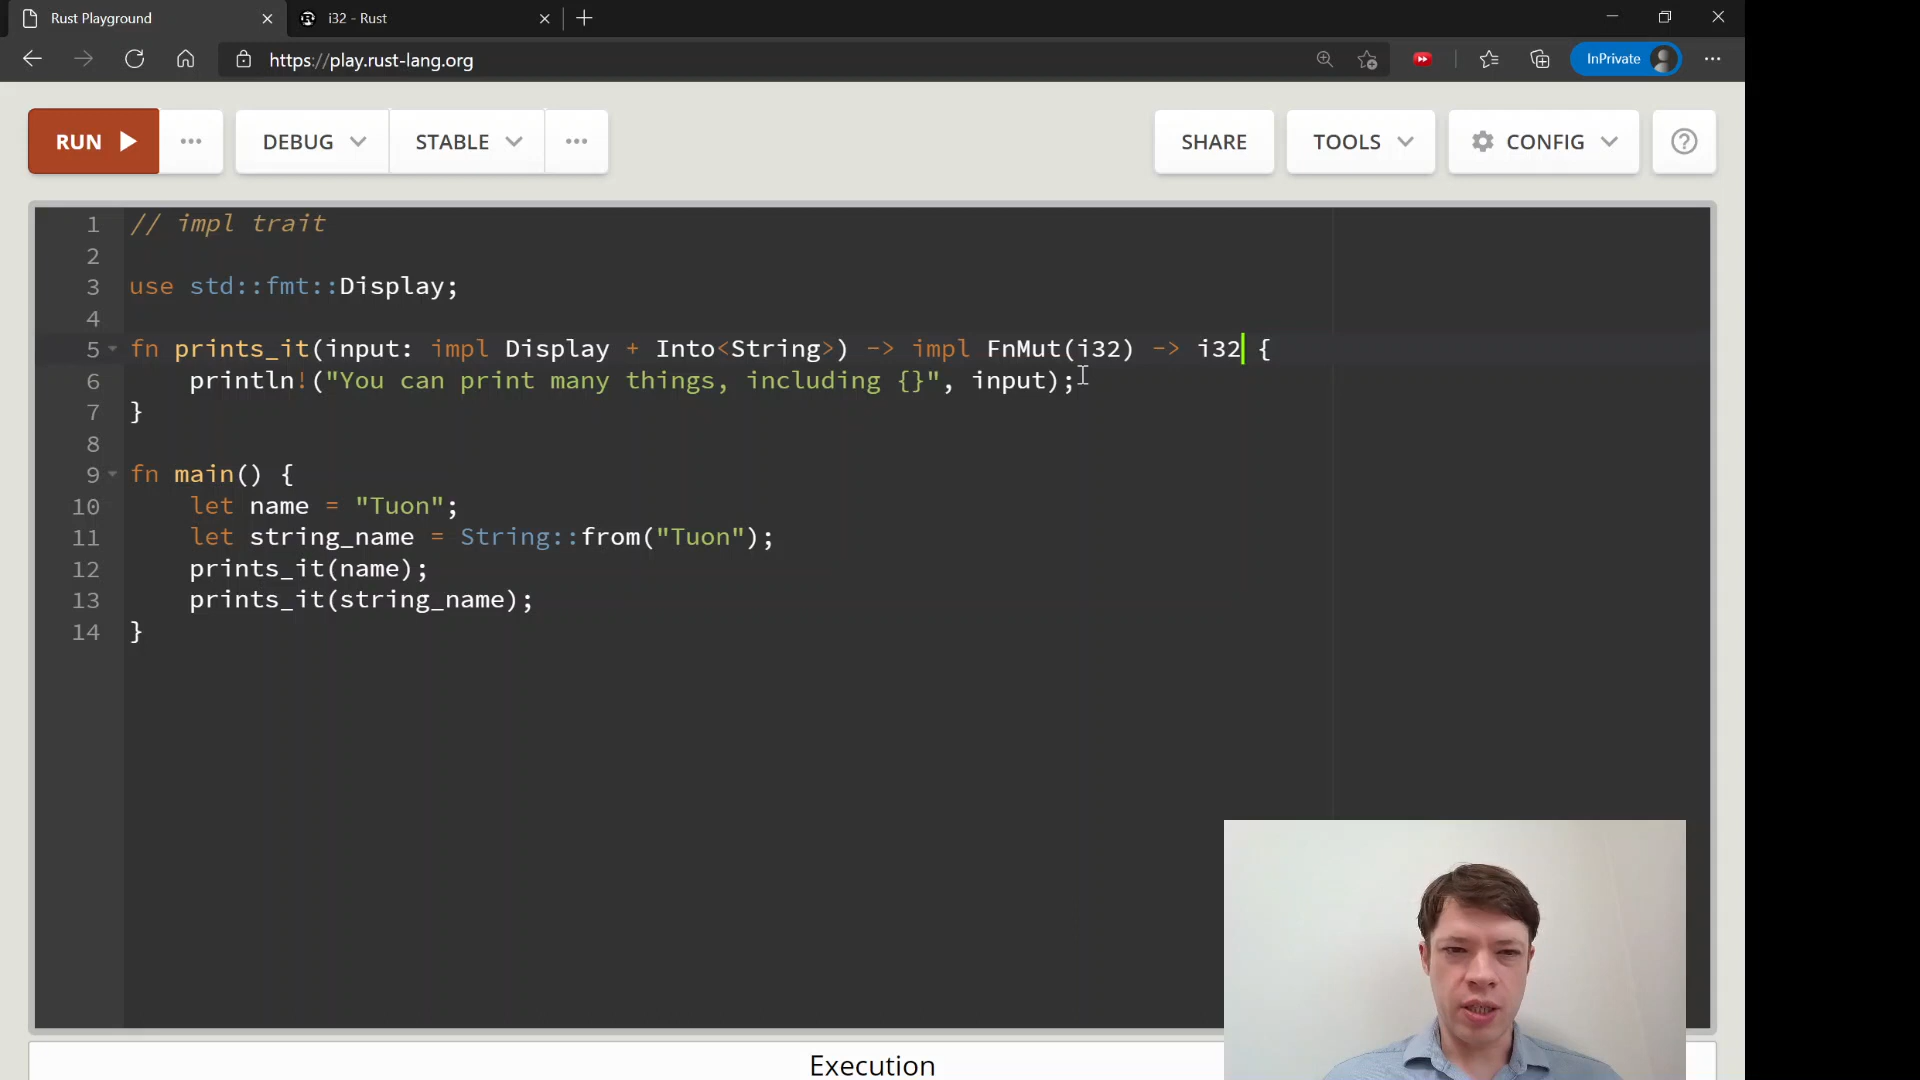 Rust Playground
i32 - Rust
https://play.rust-lang.org
InPrivate
RUN
DEBUG
STABLE
SHARE
TOOLS
CONFIG
1 // impl trait
2
3 use std::fmt::Display;
4
5 fn prints_it(input: impl Display + Into<String>) -> impl FnMut(i32) -> i32 {
6 println!("You can print many things, including {}", input);
7 }
8
9 fn main() {
10 let name = "Tuon";
11 let string_name = String::from("Tuon");
12 prints_it(name);
13 prints_it(string_name);
14 }
Execution